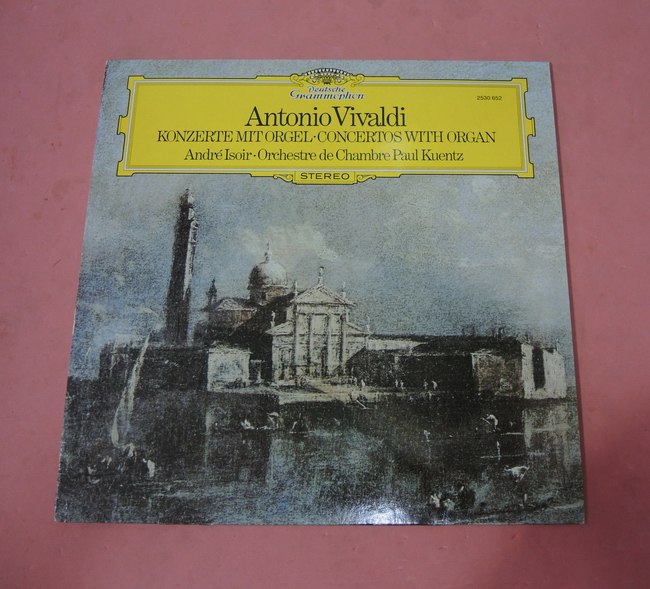 Deutsche
Grammophon
2530 652
Antonio Vivaldi
KONZERTE MIT ORGEL·CONCERTOS WITH ORGAN
André Isoir·Orchestre de Chambre Paul Kuentz
STEREO